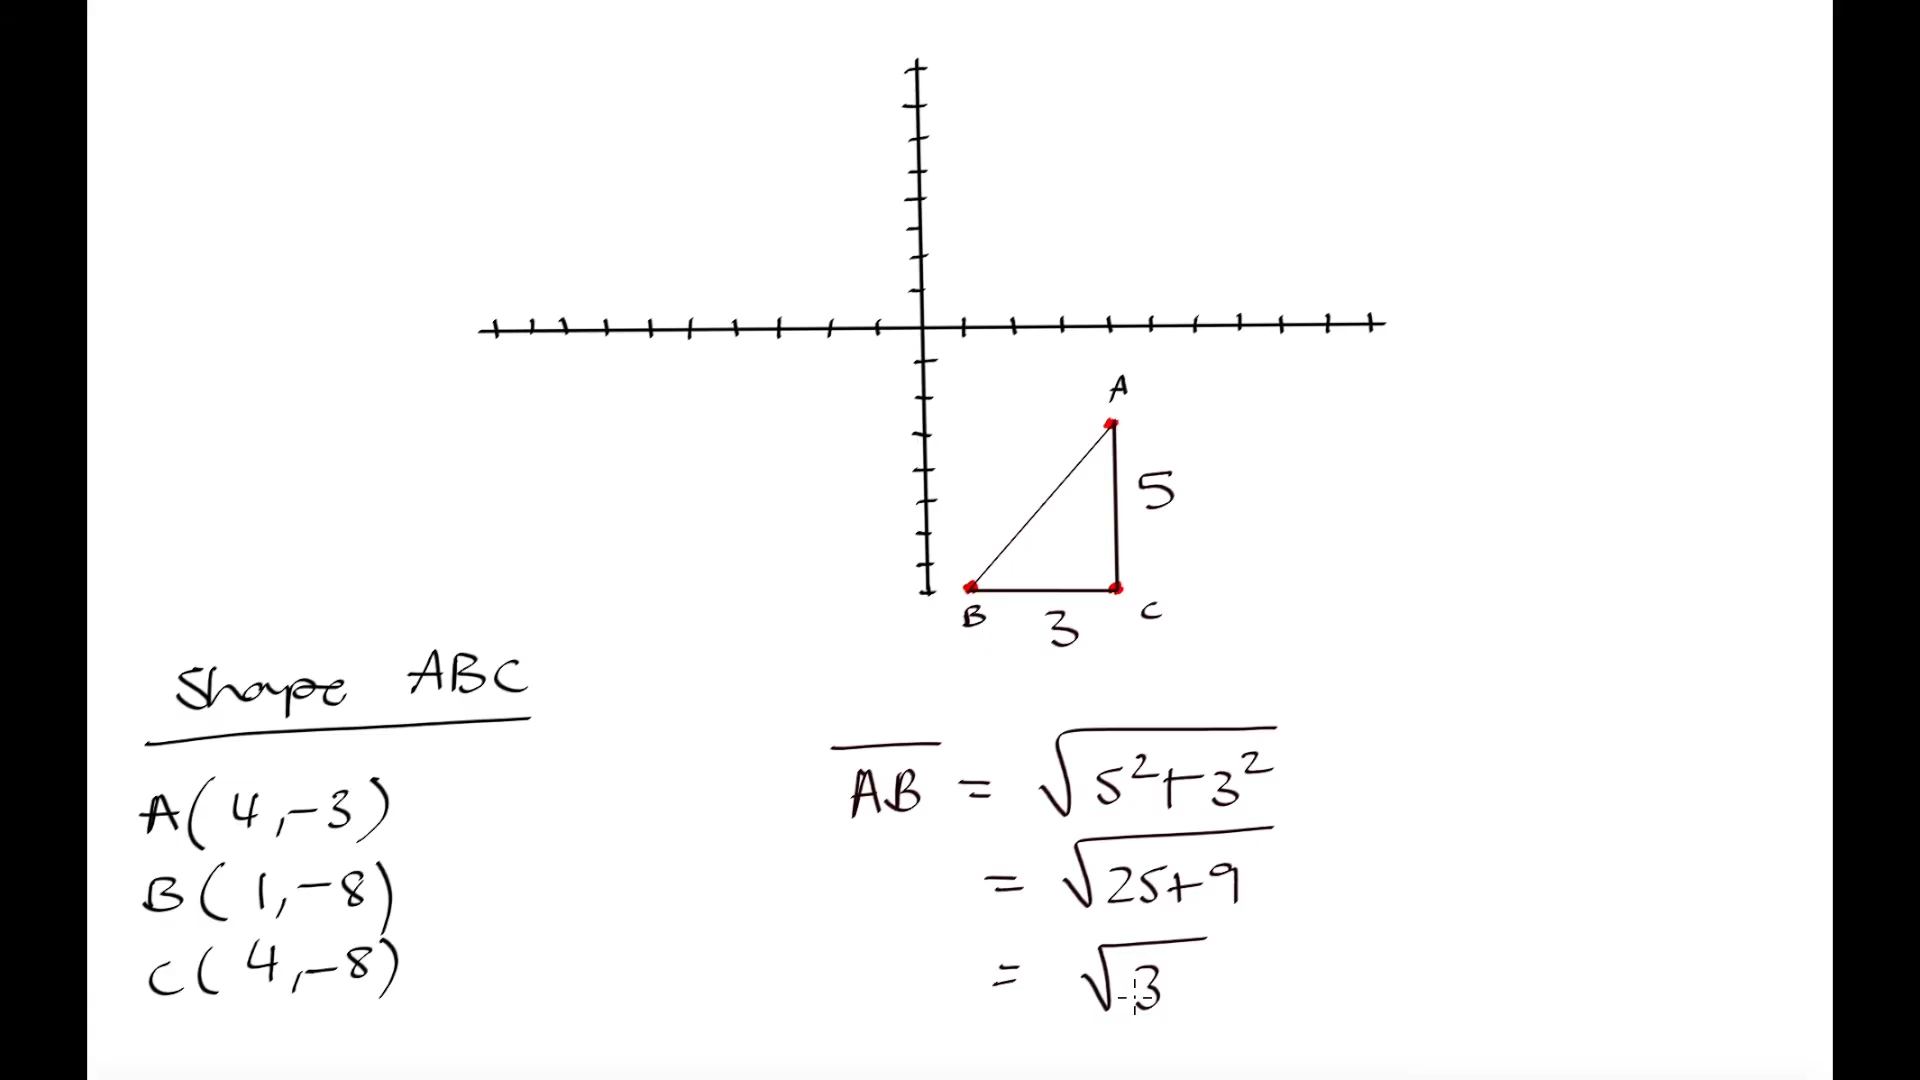 A
5
B
3
C
Shape ABC
A(4,-3)
B(1,-8)
C(4,-8)
AB = √5²+3²
= √25+9
= √3